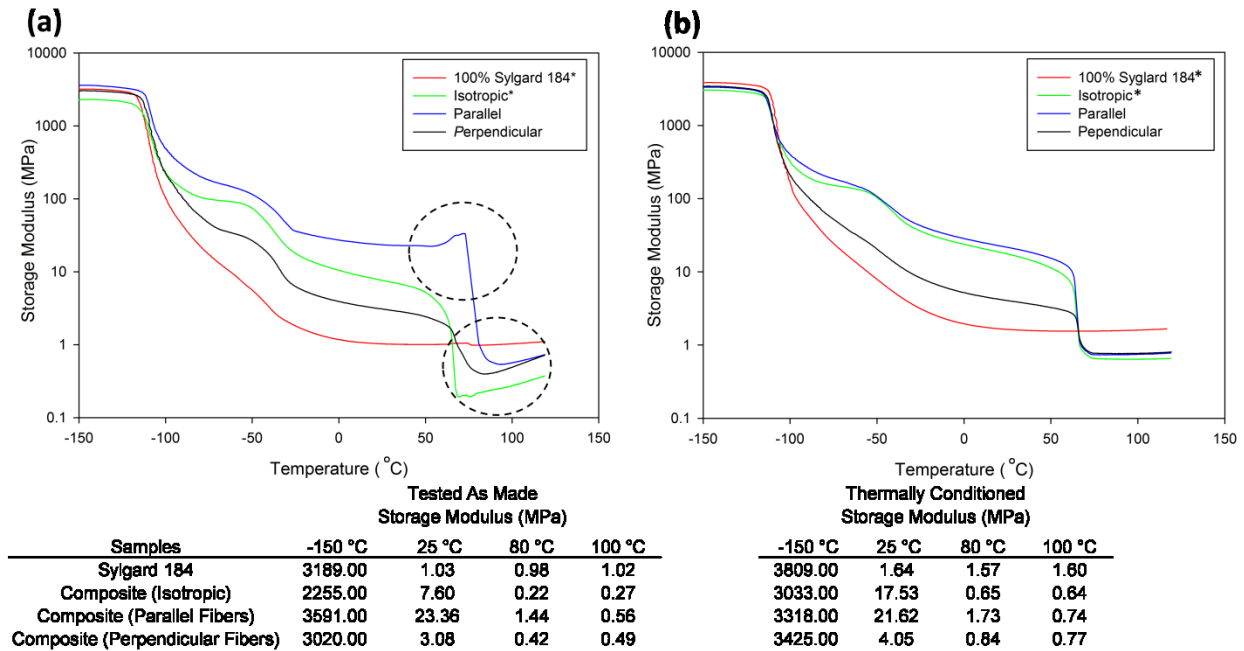 (a)
10000
1000
100
10
1
0.1
Storage Modulus (MPa)
100% Sylgard 184*
Isotropic*
Parallel
Perpendicular
-150 -100 -50 0 50 100 150
Temperature ( °C)
(b)
10000
1000
100
10
1
0.1
Storage Modulus (MPa)
100% Syglard 184*
Isotropic*
Parallel
Pependicular
-150 -100 -50 0 50 100 150
Temperature ( °C)
Tested As Made
Storage Modulus (MPa)
Thermally Conditioned
Storage Modulus (MPa)
Samples -150 °C 25 °C 80 °C 100 °C -150 °C 25 °C 80 °C 100 °C
Sylgard 184 3189.00 1.03 0.98 1.02 3809.00 1.64 1.57 1.60
Composite (Isotropic) 2255.00 7.60 0.22 0.27 3033.00 17.53 0.65 0.64
Composite (Parallel Fibers) 3591.00 23.36 1.44 0.56 3318.00 21.62 1.73 0.74
Composite (Perpendicular Fibers) 3020.00 3.08 0.42 0.49 3425.00 4.05 0.84 0.77